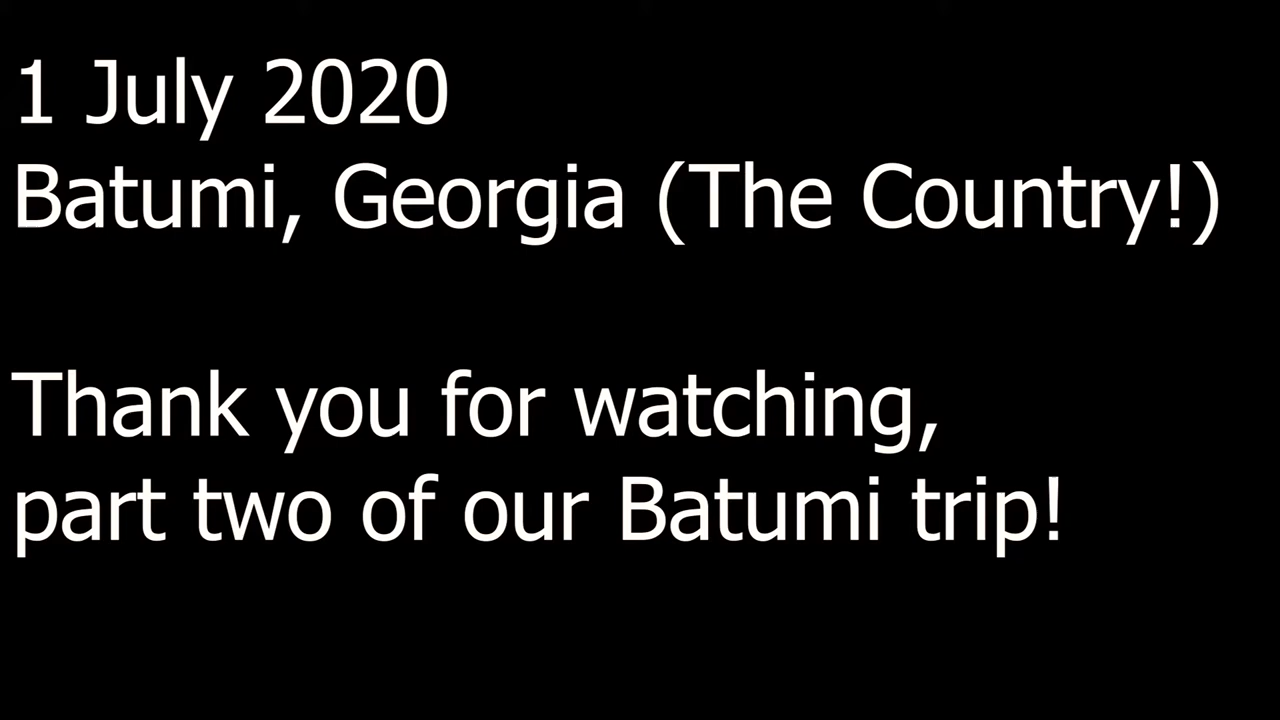 1 July 2020
Batumi, Georgia (The Country!)
Thank you for watching,
part two of our Batumi trip!